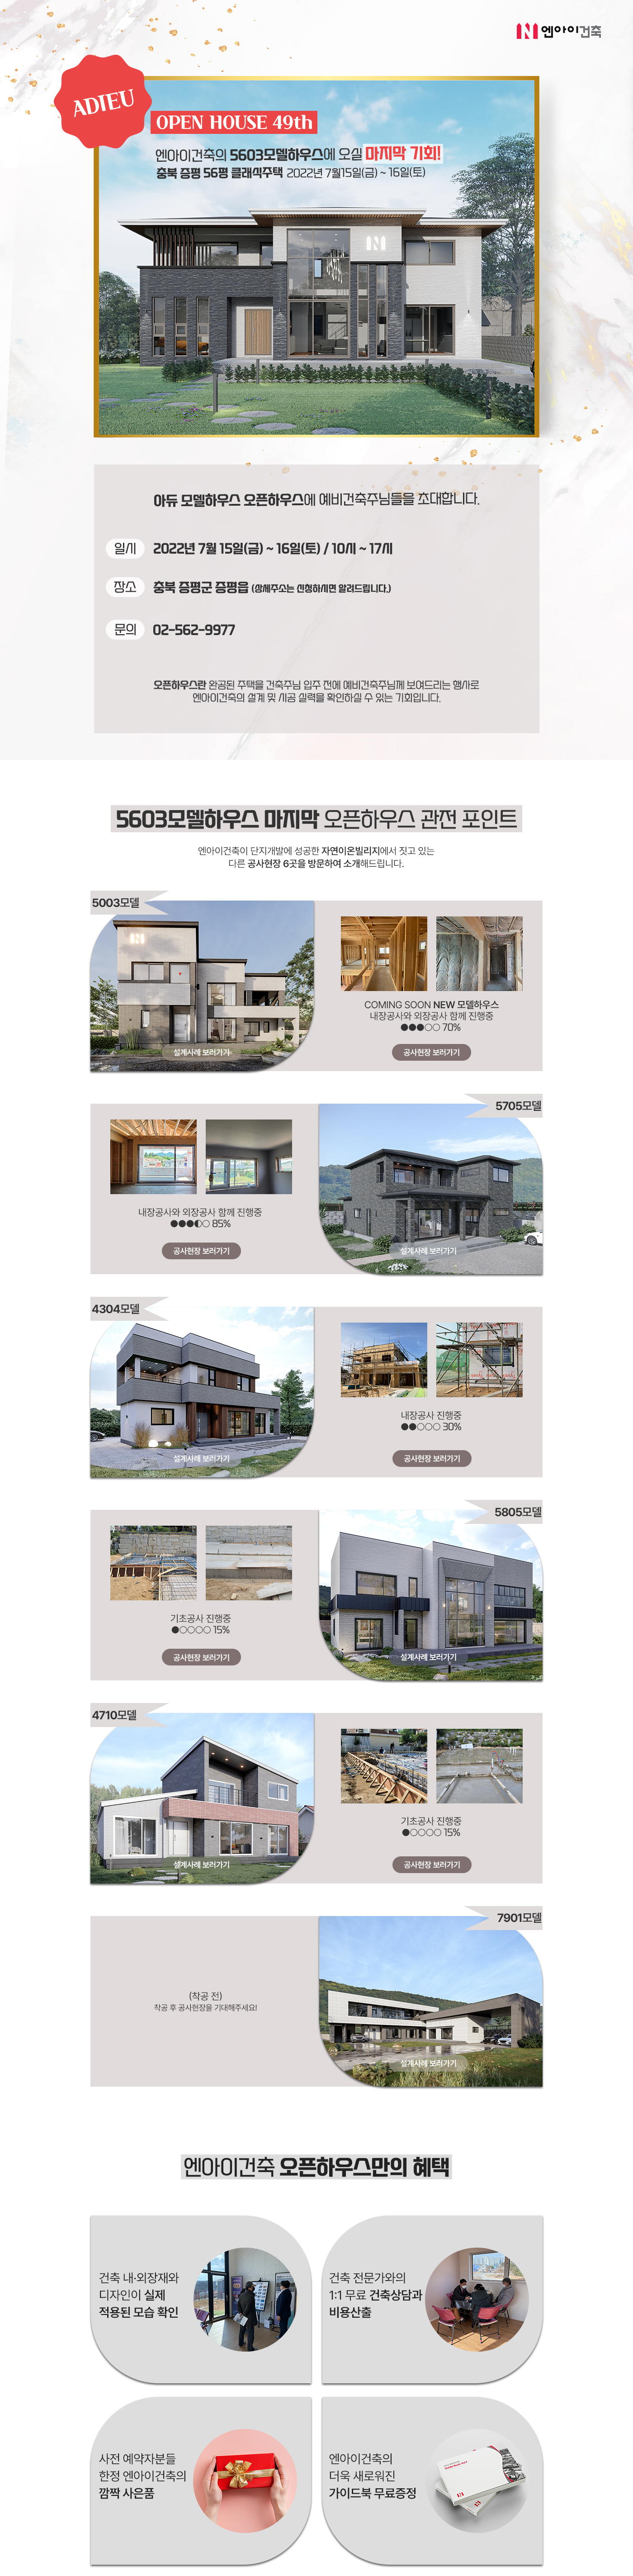 엔아이건축
ADIEU
OPEN HOUSE 49th
엔아이건축의 5603모델하우스에 오실 마지막 기회!
충북 증평 56평 클래식주택 2022년 7월15일(금) ~ 16일(토)
아듀 모델하우스 오픈하우스에 예비건축주님들을 초대합니다.
일시 2022년 7월 15일(금) ~ 16일(토) / 10시 ~ 17시
장소 충북 증평군 증평읍 (상세주소는 신청하시면 알려드립니다.)
문의 02-562-9977
오픈하우스란 완공된 주택을 건축주님 입주 전에 예비건축주님께 보여드리는 행사로
엔아이건축의 설계 및 시공 실력을 확인하실 수 있는 기회입니다.
5603모델하우스 마지막 오픈하우스 관전 포인트
엔아이건축이 단지개발에 성공한 자연이온빌리지에서 짓고 있는
다른 공사현장 6곳을 방문하여 소개해드립니다.
5003모델
설계사례 보러가기
COMING SOON NEW 모델하우스
내장공사와 외장공사 함께 진행중
●●●○○ 70%
공사현장 보러가기
5705모델
내장공사와 외장공사 함께 진행중
●●●◐○ 85%
공사현장 보러가기
설계사례 보러가기
4304모델
설계사례 보러가기
내장공사 진행중
●●○○○ 30%
공사현장 보러가기
5805모델
기초공사 진행중
●○○○○ 15%
공사현장 보러가기
설계사례 보러가기
4710모델
설계사례 보러가기
기초공사 진행중
●○○○○ 15%
공사현장 보러가기
7901모델
(착공 전)
착공 후 공사현장을 기대해주세요!
설계사례 보러가기
엔아이건축 오픈하우스만의 혜택
건축 내·외장재와
디자인이 실제
적용된 모습 확인
건축 전문가와의
1:1 무료 건축상담과
비용산출
사전 예약자분들
한정 엔아이건축의
깜짝 사은품
엔아이건축의
더욱 새로워진
가이드북 무료증정